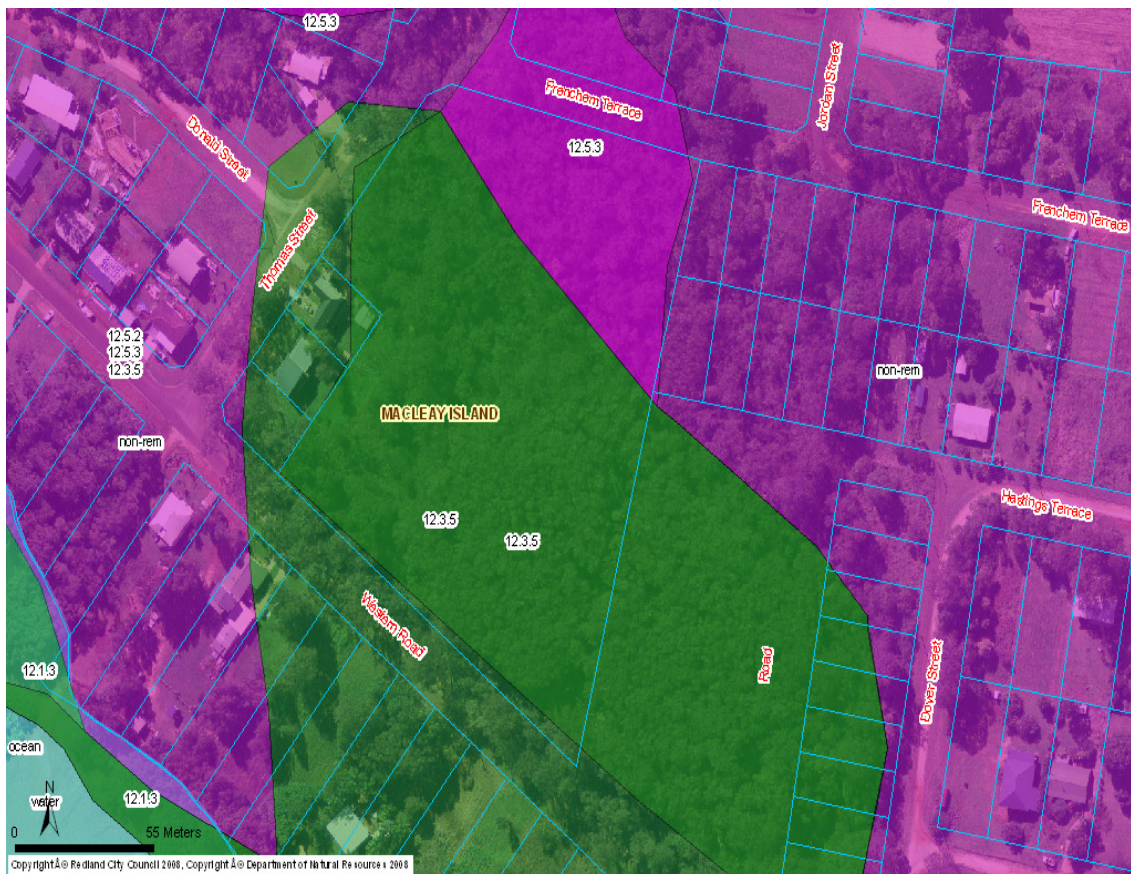 12.5.3
Donald Street
Thomas Street
Franchem Terrace
12.5.3
Jordan Street
Franchem Terrace
12.5.2
12.5.3
12.3.5
non-rem
MACLEAY ISLAND
non-rem
12.3.5
12.3.5
Hastings Terrace
Western Road
Road
Dover Street
12.1.3
ocean
water
N
12.1.3
0 55 Meters
Copyright Â© Redland City Council 2008, Copyright Â© Department of Natural Resources 2008